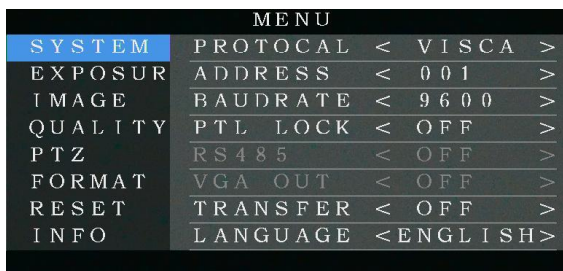 MENU
SYSTEM PROTOCAL < VISCA >
EXPOSUR ADDRESS < 001 >
IMAGE BAUDRATE < 9600 >
QUALITY PTL LOCK < OFF >
PTZ RS485 < OFF >
FORMAT VGA OUT < OFF >
RESET TRANSFER < OFF >
INFO LANGUAGE <ENGLISH>